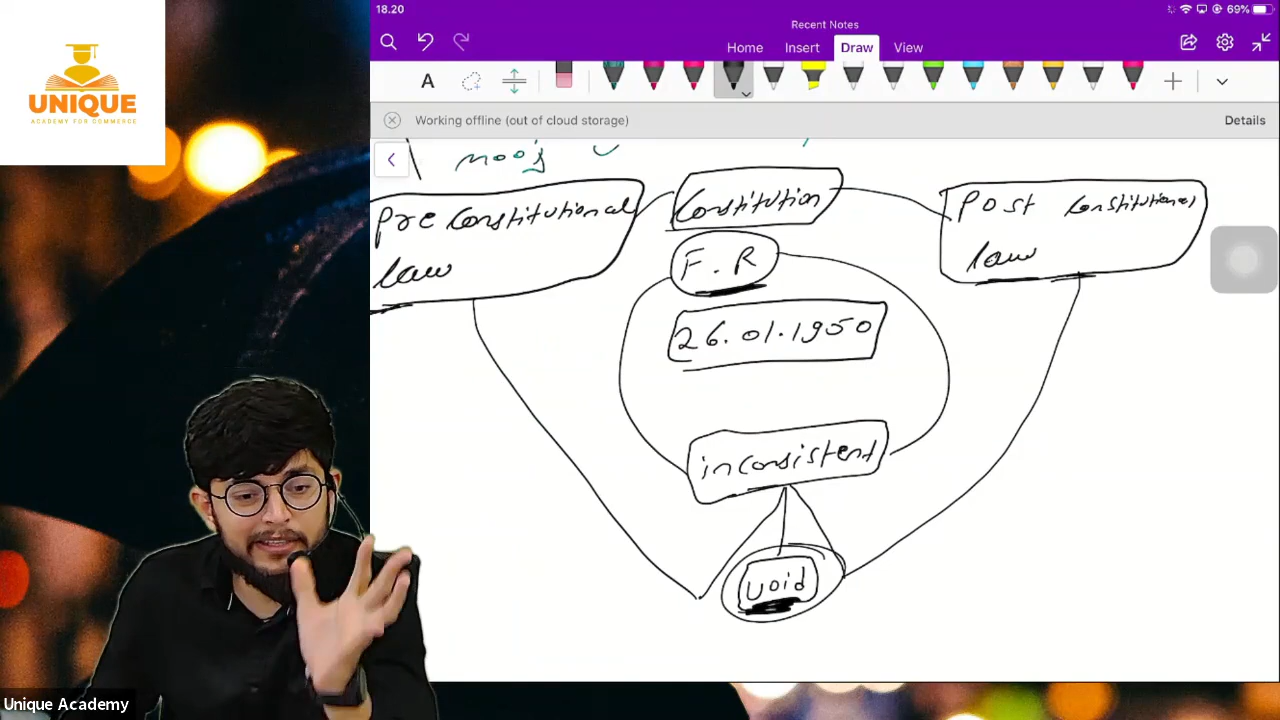 UNIQUE
ACADEMY FOR COMMERCE
18.20
69%
Recent Notes
Home Insert Draw View
A
Working offline (out of cloud storage)
Details
Pre Constitutional
law
Constitution
Post Constitutional
law
F.R
26.01.1950
inconsistent
void
Unique Academy